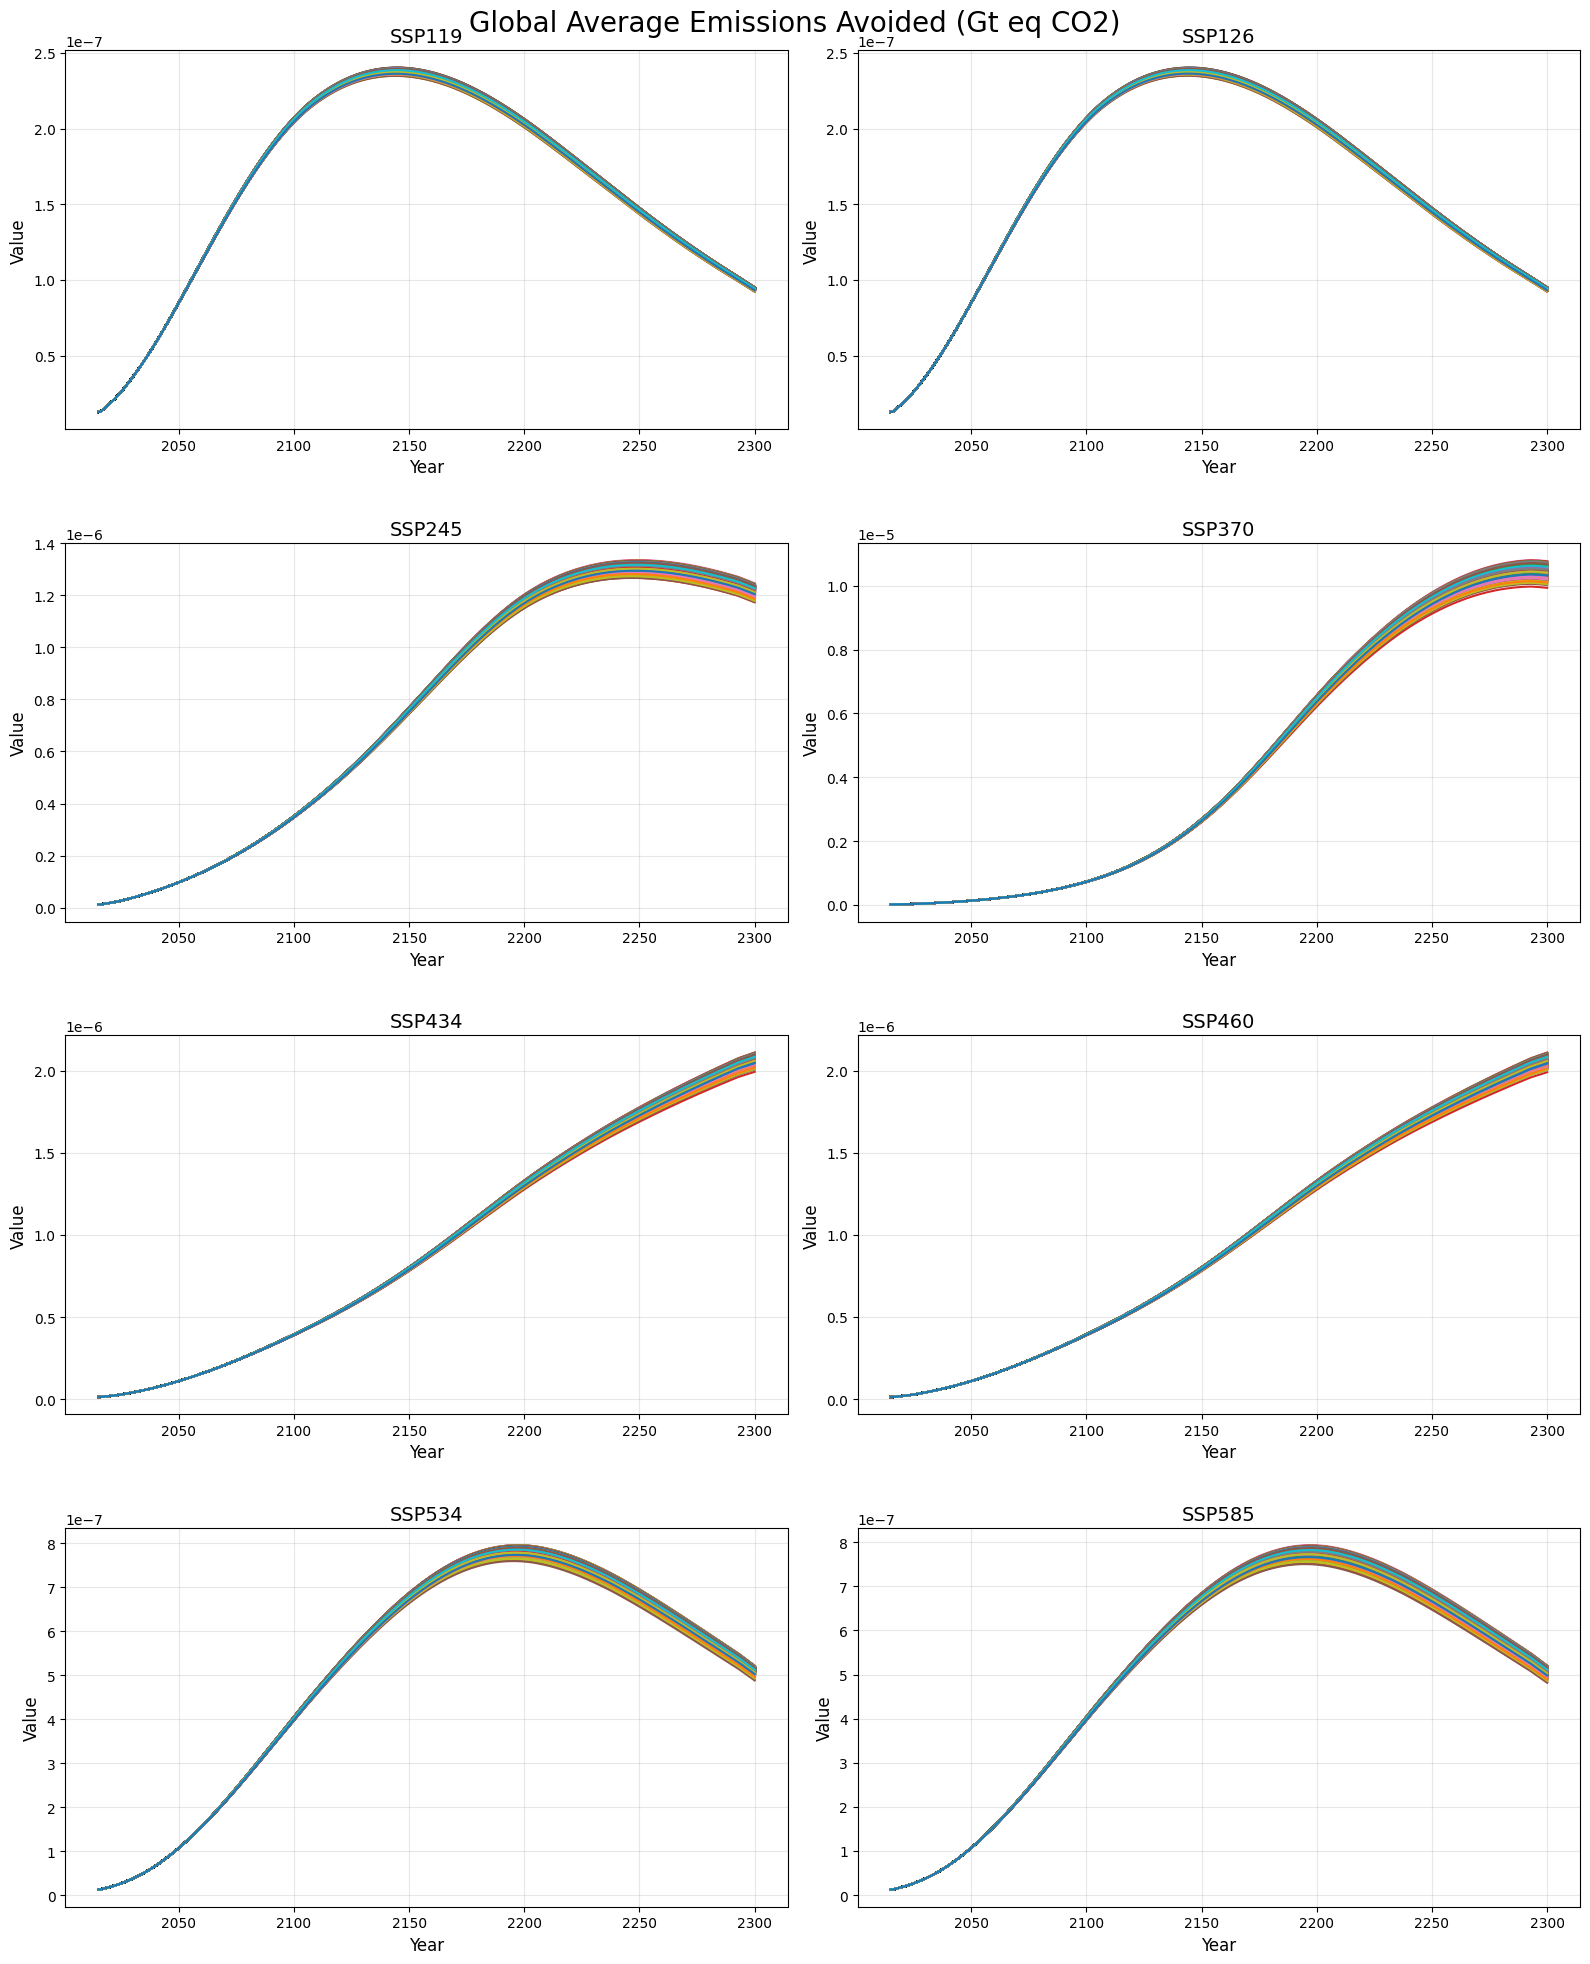 Global Average Emissions Avoided (Gt eq CO2)
SSP119
1e−7
2.5
2.0
1.5
1.0
0.5
Value
2050 2100 2150 2200 2250 2300
Year
SSP126
1e−7
2.5
2.0
1.5
1.0
0.5
Value
2050 2100 2150 2200 2250 2300
Year
SSP245
1e−6
1.4
1.2
1.0
0.8
0.6
0.4
0.2
0.0
Value
2050 2100 2150 2200 2250 2300
Year
SSP370
1e−5
1.0
0.8
0.6
0.4
0.2
0.0
Value
2050 2100 2150 2200 2250 2300
Year
SSP434
1e−6
2.0
1.5
1.0
0.5
0.0
Value
2050 2100 2150 2200 2250 2300
Year
SSP460
1e−6
2.0
1.5
1.0
0.5
0.0
Value
2050 2100 2150 2200 2250 2300
Year
SSP534
1e−7
8
7
6
5
4
3
2
1
0
Value
2050 2100 2150 2200 2250 2300
Year
SSP585
1e−7
8
7
6
5
4
3
2
1
0
Value
2050 2100 2150 2200 2250 2300
Year